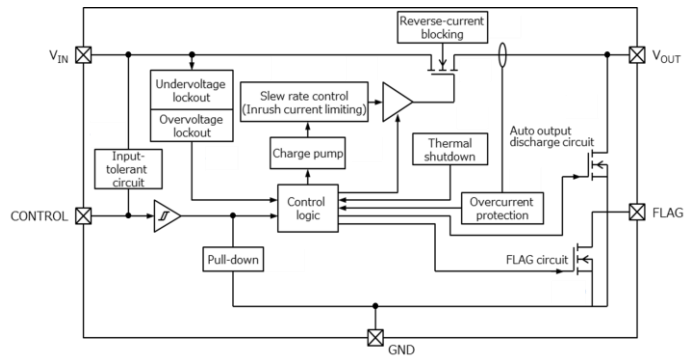 Reverse-current
blocking
VIN
VOUT
Undervoltage
lockout
Overvoltage
lockout
Slew rate control
(Inrush current limiting)
Auto output
discharge circuit
Input-
tolerant
circuit
Charge pump
Thermal
shutdown
CONTROL
Control
logic
Overcurrent
protection
FLAG
Pull-down
FLAG circuit
GND